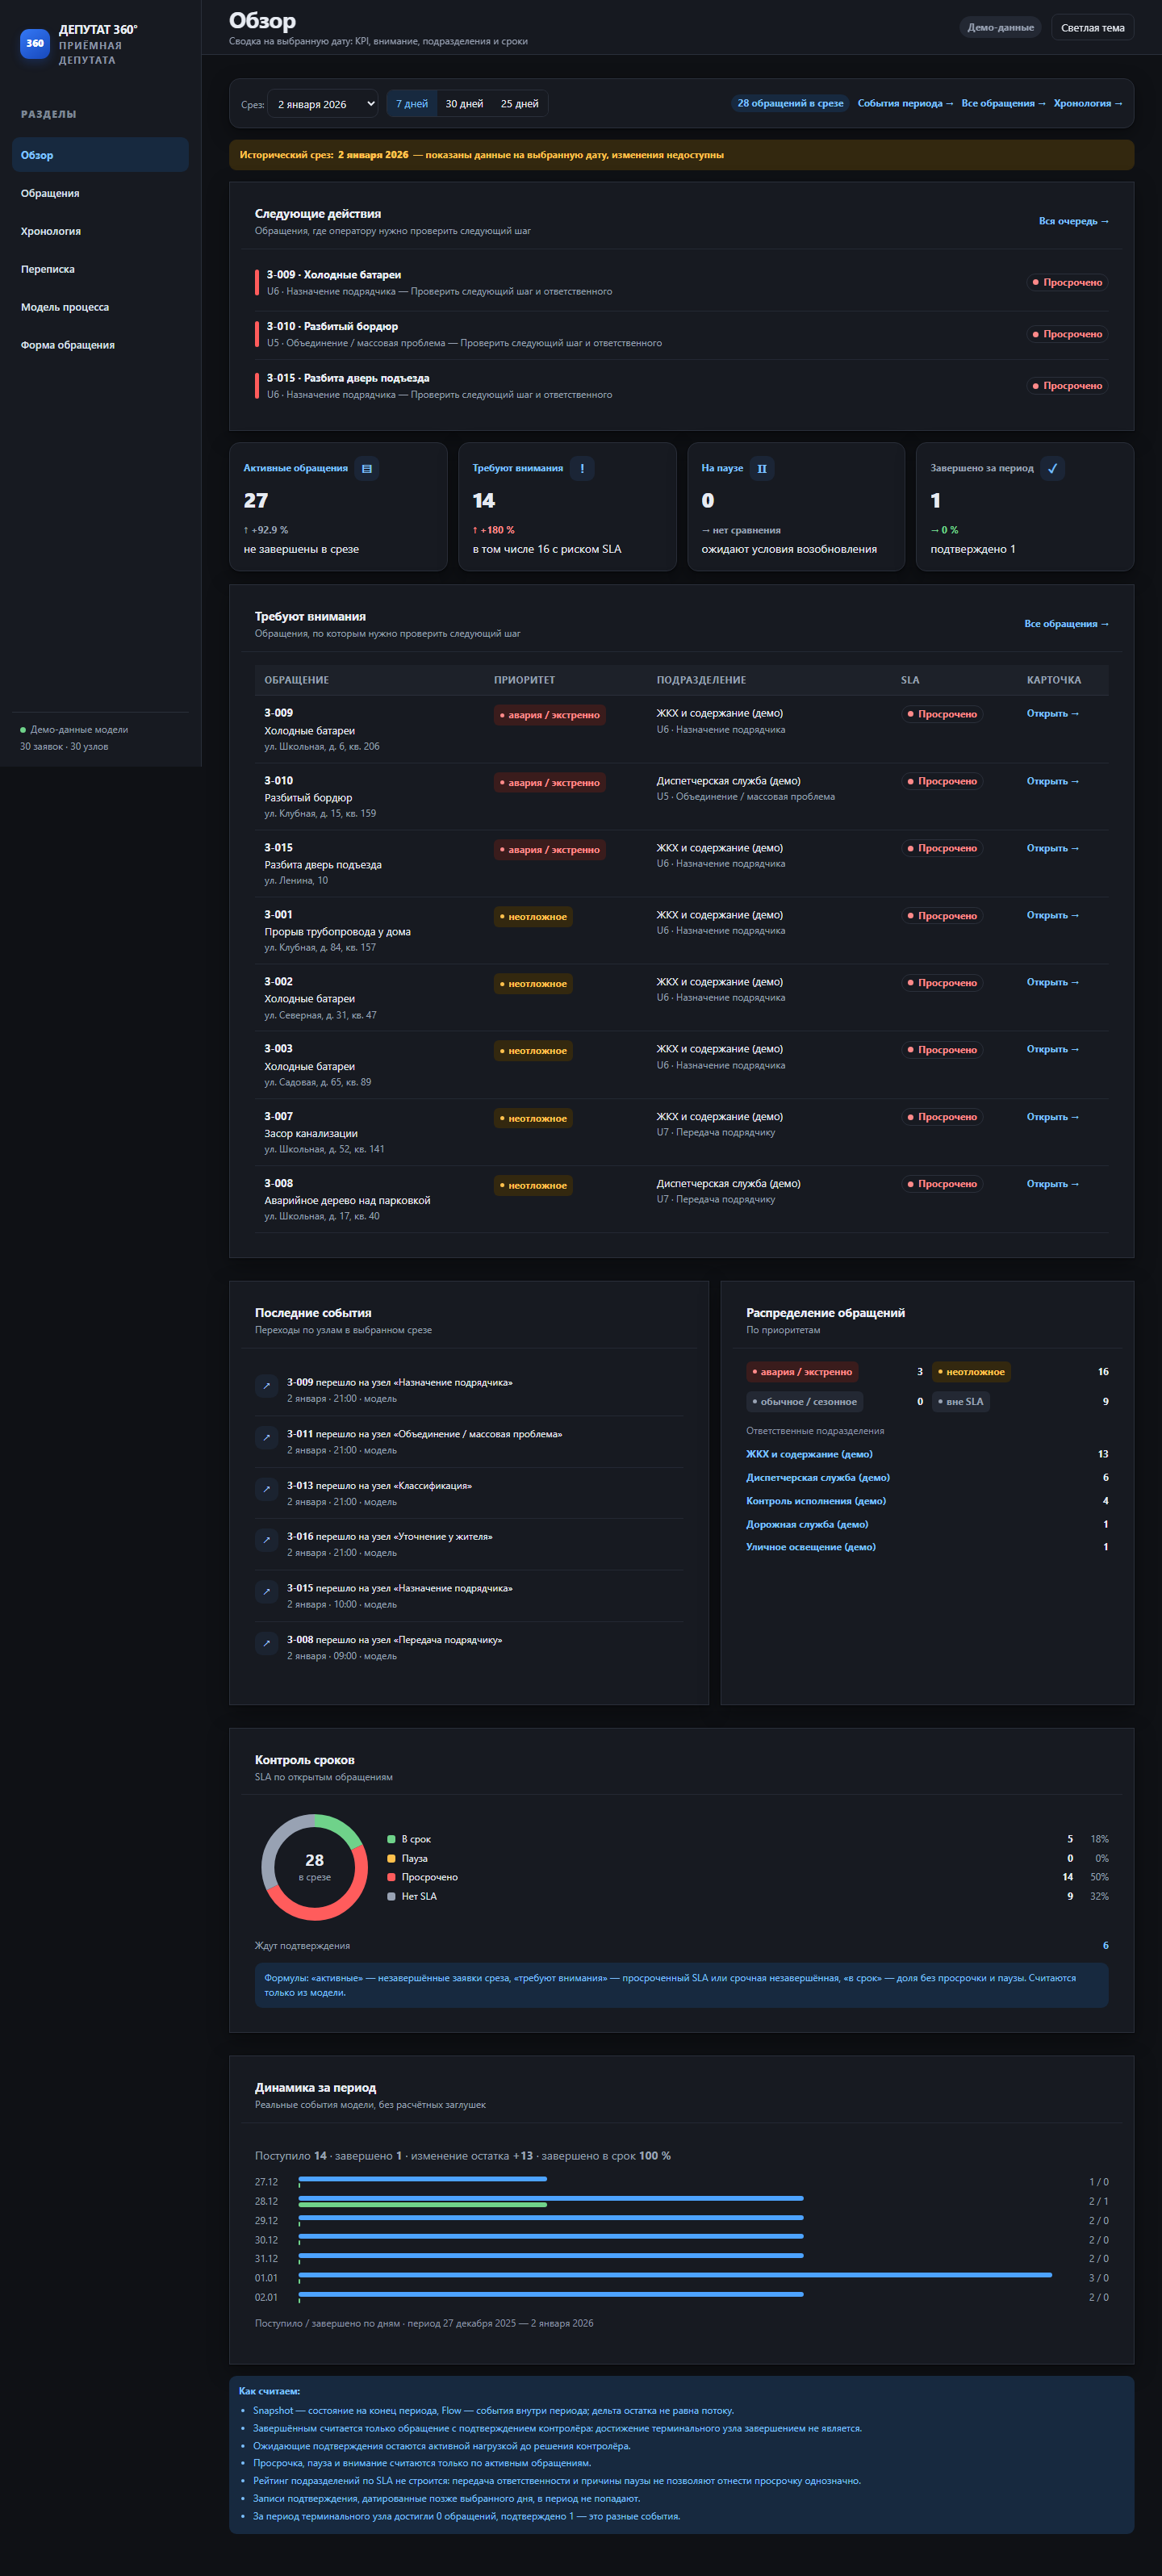 360
ДЕПУТАТ 360°
ПРИЁМНАЯ
ДЕПУТАТА
РАЗДЕЛЫ
Обзор
Обращения
Хронология
Переписка
Модель процесса
Форма обращения
Демо-данные модели
30 заявок · 30 узлов
Обзор
Сводка на выбранную дату: KPI, внимание, подразделения и сроки
Демо-данные
Светлая тема
Срез: 2 января 2026 7 дней 30 дней 25 дней
28 обращений в срезе События периода → Все обращения → Хронология →
Исторический срез: 2 января 2026 — показаны данные на выбранную дату, изменения недоступны
Следующие действия
Обращения, где оператору нужно проверить следующий шаг
Вся очередь →
З-009 · Холодные батареи
U6 · Назначение подрядчика — Проверить следующий шаг и ответственного
Просрочено
З-010 · Разбитый бордюр
U5 · Объединение / массовая проблема — Проверить следующий шаг и ответственного
Просрочено
З-015 · Разбита дверь подъезда
U6 · Назначение подрядчика — Проверить следующий шаг и ответственного
Просрочено
Активные обращения
27
↑ +92.9 %
не завершены в срезе
Требуют внимания !
14
↑ +180 %
в том числе 16 с риском SLA
На паузе
0
→ нет сравнения
ожидают условия возобновления
Завершено за период ✓
1
→ 0 %
подтверждено 1
Требуют внимания
Обращения, по которым нужно проверить следующий шаг
Все обращения →
ОБРАЩЕНИЕ ПРИОРИТЕТ ПОДРАЗДЕЛЕНИЕ SLA КАРТОЧКА
З-009 авария / экстренно ЖКХ и содержание (демо) Просрочено Открыть →
Холодные батареи U6 · Назначение подрядчика
ул. Школьная, д. 6, кв. 206
З-010 авария / экстренно Диспетчерская служба (демо) Просрочено Открыть →
Разбитый бордюр U5 · Объединение / массовая проблема
ул. Клубная, д. 15, кв. 159
З-015 авария / экстренно ЖКХ и содержание (демо) Просрочено Открыть →
Разбита дверь подъезда U6 · Назначение подрядчика
ул. Ленина, 10
З-001 неотложное ЖКХ и содержание (демо) Просрочено Открыть →
Прорыв трубопровода у дома U6 · Назначение подрядчика
ул. Клубная, д. 84, кв. 157
З-002 неотложное ЖКХ и содержание (демо) Просрочено Открыть →
Холодные батареи U6 · Назначение подрядчика
ул. Северная, д. 31, кв. 47
З-003 неотложное ЖКХ и содержание (демо) Просрочено Открыть →
Холодные батареи U6 · Назначение подрядчика
ул. Садовая, д. 65, кв. 89
З-007 неотложное ЖКХ и содержание (демо) Просрочено Открыть →
Засор канализации U7 · Передача подрядчику
ул. Школьная, д. 52, кв. 141
З-008 неотложное Диспетчерская служба (демо) Просрочено Открыть →
Аварийное дерево над парковкой U7 · Передача подрядчику
ул. Школьная, д. 17, кв. 40
Последние события
Переходы по узлам в выбранном срезе
З-009 перешло на узел «Назначение подрядчика»
2 января · 21:00 · модель
З-011 перешло на узел «Объединение / массовая проблема»
2 января · 21:00 · модель
З-013 перешло на узел «Классификация»
2 января · 21:00 · модель
З-016 перешло на узел «Уточнение у жителя»
2 января · 21:00 · модель
З-015 перешло на узел «Назначение подрядчика»
2 января · 10:00 · модель
З-008 перешло на узел «Передача подрядчику»
2 января · 09:00 · модель
Распределение обращений
По приоритетам
авария / экстренно 3 неотложное 16
обычное / сезонное 0 вне SLA 9
Ответственные подразделения
ЖКХ и содержание (демо) 13
Диспетчерская служба (демо) 6
Контроль исполнения (демо) 4
Дорожная служба (демо) 1
Уличное освещение (демо) 1
Контроль сроков
SLA по открытым обращениям
28
в срезе
В срок 5 18%
Пауза 0 0%
Просрочено 14 50%
Нет SLA 9 32%
Ждут подтверждения 6
Формулы: «активные» — незавершённые заявки среза, «требуют внимания» — просроченный SLA или срочная незавершённая, «в срок» — доля без просрочки и паузы. Считаются
только из модели.
Динамика за период
Реальные события модели, без расчётных заглушек
Поступило 14 · завершено 1 · изменение остатка +13 · завершено в срок 100 %
27.12 1 / 0
28.12 2 / 1
29.12 2 / 0
30.12 2 / 0
31.12 2 / 0
01.01 3 / 0
02.01 2 / 0
Поступило / завершено по дням · период 27 декабря 2025 — 2 января 2026
Как считаем:
• Snapshot — состояние на конец периода, Flow — события внутри периода; дельта остатка не равна потоку.
• Завершённым считается только обращение с подтверждением контролёра: достижение терминального узла завершением не является.
• Ожидающие подтверждения остаются активной нагрузкой до решения контролёра.
• Просрочка, пауза и внимание считаются только по активным обращениям.
• Рейтинг подразделений по SLA не строится: передача ответственности и причины паузы не позволяют отнести просрочку однозначно.
• Записи подтверждения, датированные позже выбранного дня, в период не попадают.
• За период терминального узла достигли 0 обращений, подтверждено 1 — это разные события.